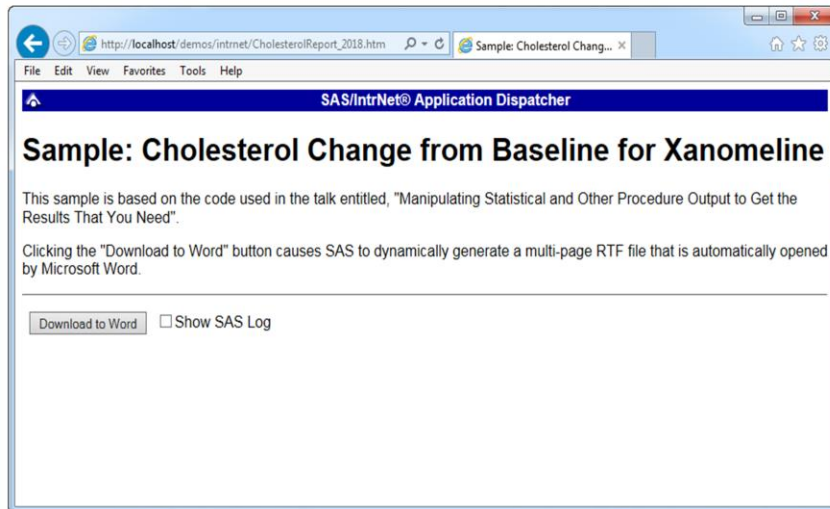 http://localhost/demos/intrnet/CholesterolReport_2018.htm
Sample: Cholesterol Chang...
File Edit View Favorites Tools Help
SAS/IntrNet® Application Dispatcher
Sample: Cholesterol Change from Baseline for Xanomeline
This sample is based on the code used in the talk entitled, "Manipulating Statistical and Other Procedure Output to Get the
Results That You Need".
Clicking the "Download to Word" button causes SAS to dynamically generate a multi-page RTF file that is automatically opened
by Microsoft Word.
Download to Word Show SAS Log